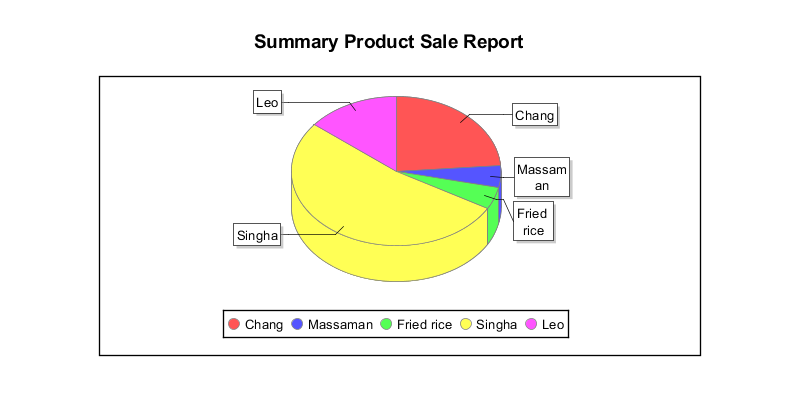 Summary Product Sale Report
Leo
Chang
Massam
an
Fried
rice
Singha
Chang Massaman Fried rice Singha Leo